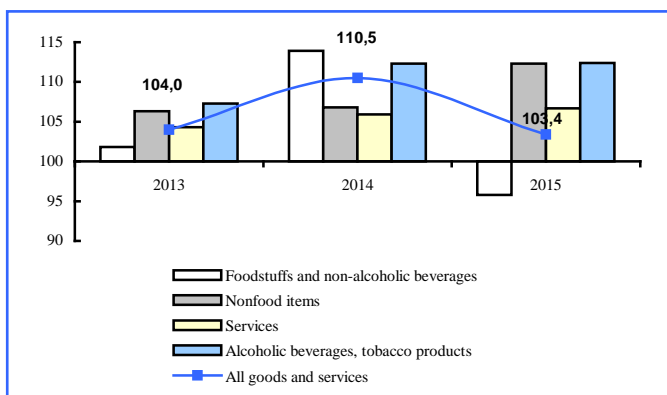 115
110,5
110
104,0
105
103,4
100
2013 2014 2015
95
90
Foodstuffs and non-alcoholic beverages
Nonfood items
Services
Alcoholic beverages, tobacco products
All goods and services